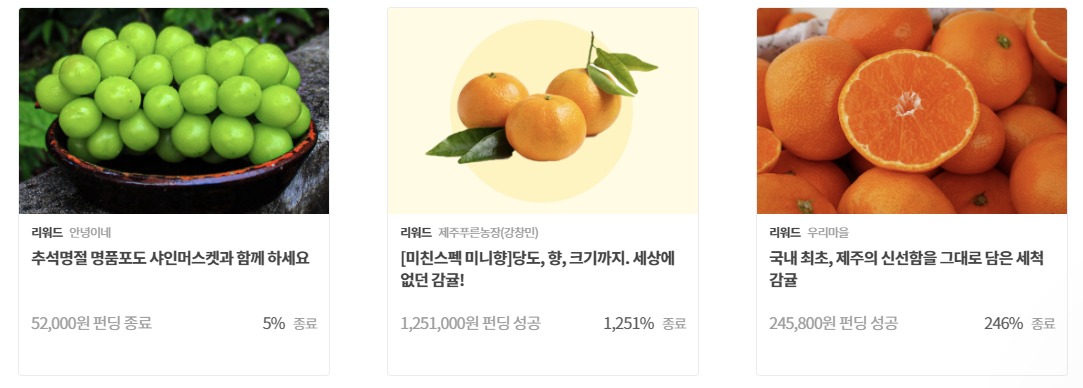 리워드 안녕이네
추석명절 명품포도 샤인머스켓과 함께 하세요
52,000원 펀딩 종료 5% 종료
리워드 제주푸른농장(강창민)
[미친스펙 미니향]당도, 향, 크기까지. 세상에
없던 감귤!
1,251,000원 펀딩 성공 1,251% 종료
리워드 우리마을
국내 최초, 제주의 신선함을 그대로 담은 세척
감귤
245,800원 펀딩 성공 246% 종료